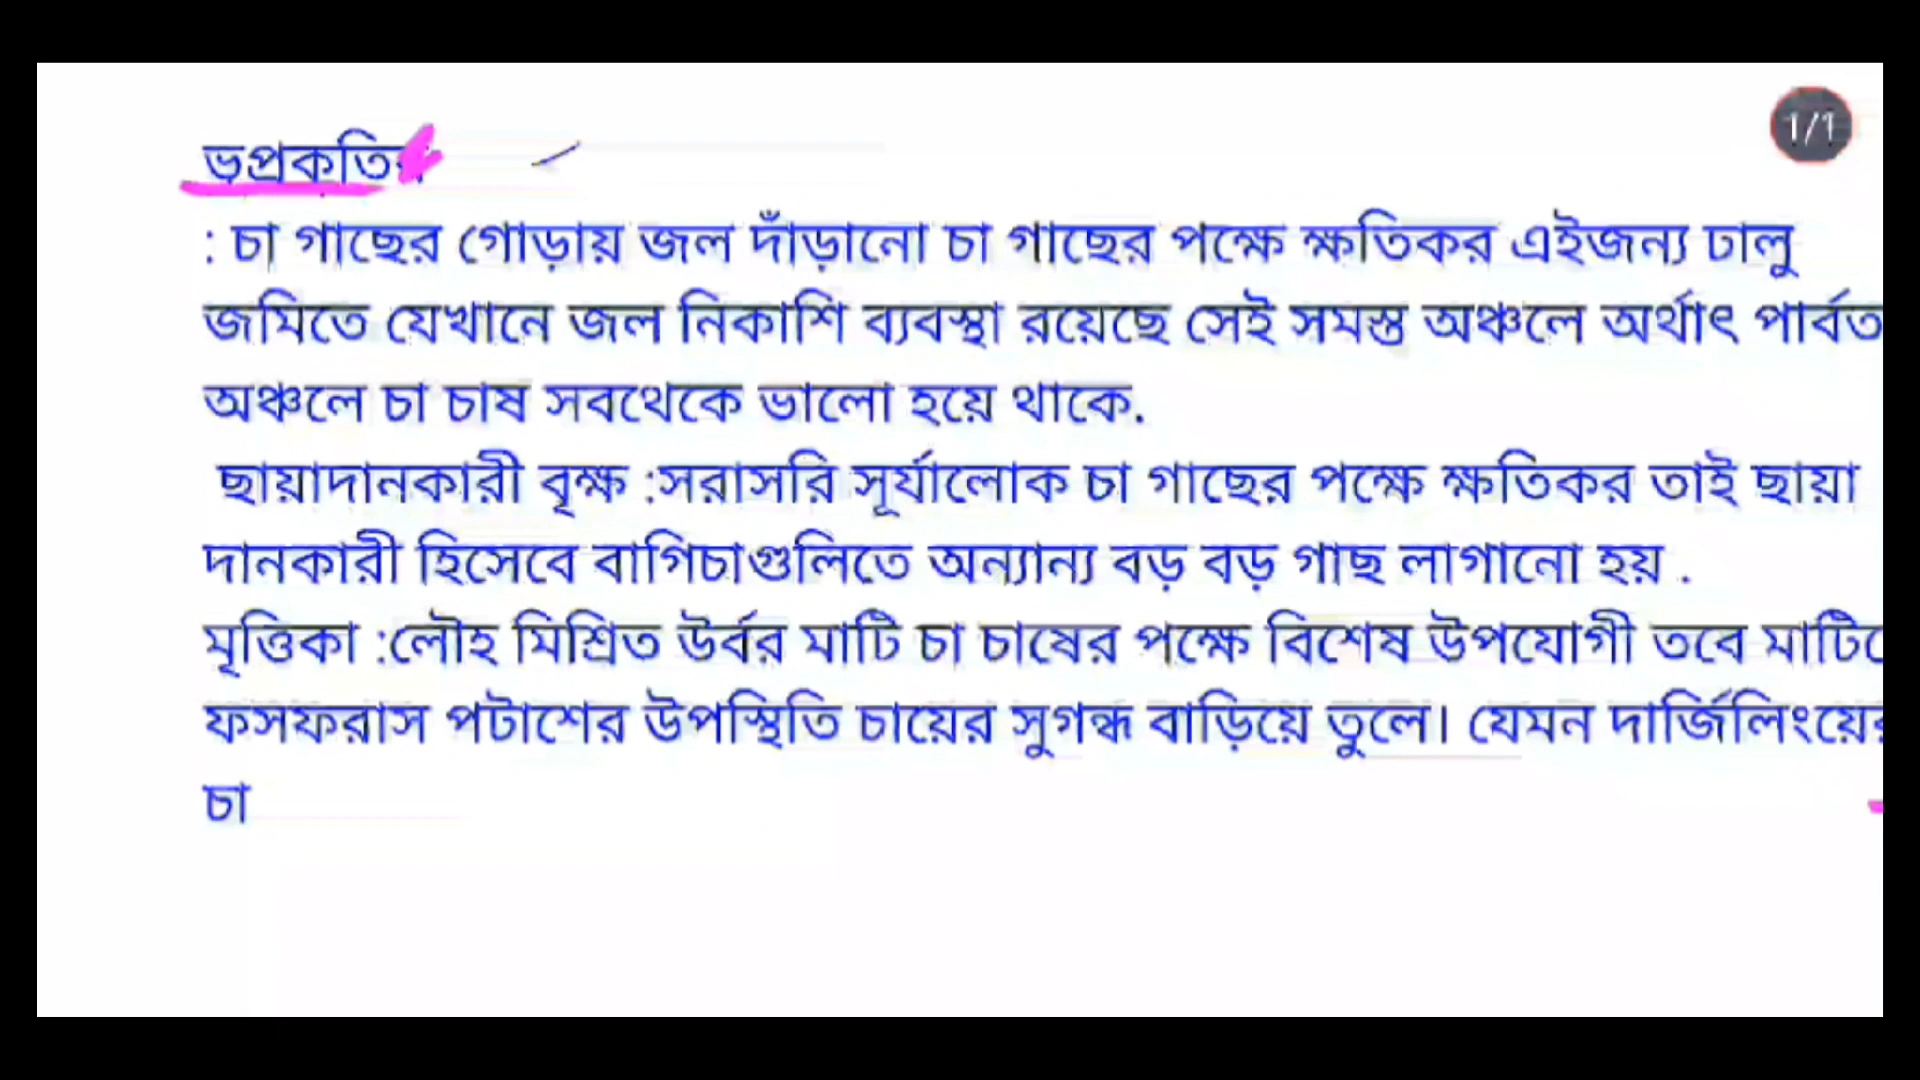 ভূপ্রকৃতি
1/1
: চা গাছের গোড়ায় জল দাঁড়ানো চা গাছের পক্ষে ক্ষতিকর এইজন্য ঢালু
জমিতে যেখানে জল নিকাশি ব্যবস্থা রয়েছে সেই সমস্ত অঞ্চলে অর্থাৎ পার্বত
অঞ্চলে চা চাষ সবথেকে ভালো হয়ে থাকে.
ছায়াদানকারী বৃক্ষ :সরাসরি সূর্যালোক চা গাছের পক্ষে ক্ষতিকর তাই ছায়া
দানকারী হিসেবে বাগিচাগুলিতে অন্যান্য বড় বড় গাছ লাগানো হয় .
মৃত্তিকা :লৌহ মিশ্রিত উর্বর মাটি চা চাষের পক্ষে বিশেষ উপযোগী তবে
ফসফরাস পটাশের উপস্থিতি চায়ের সুগন্ধ বাড়িয়ে তুলে। যেমন দার্জিলিংয়ের
চা